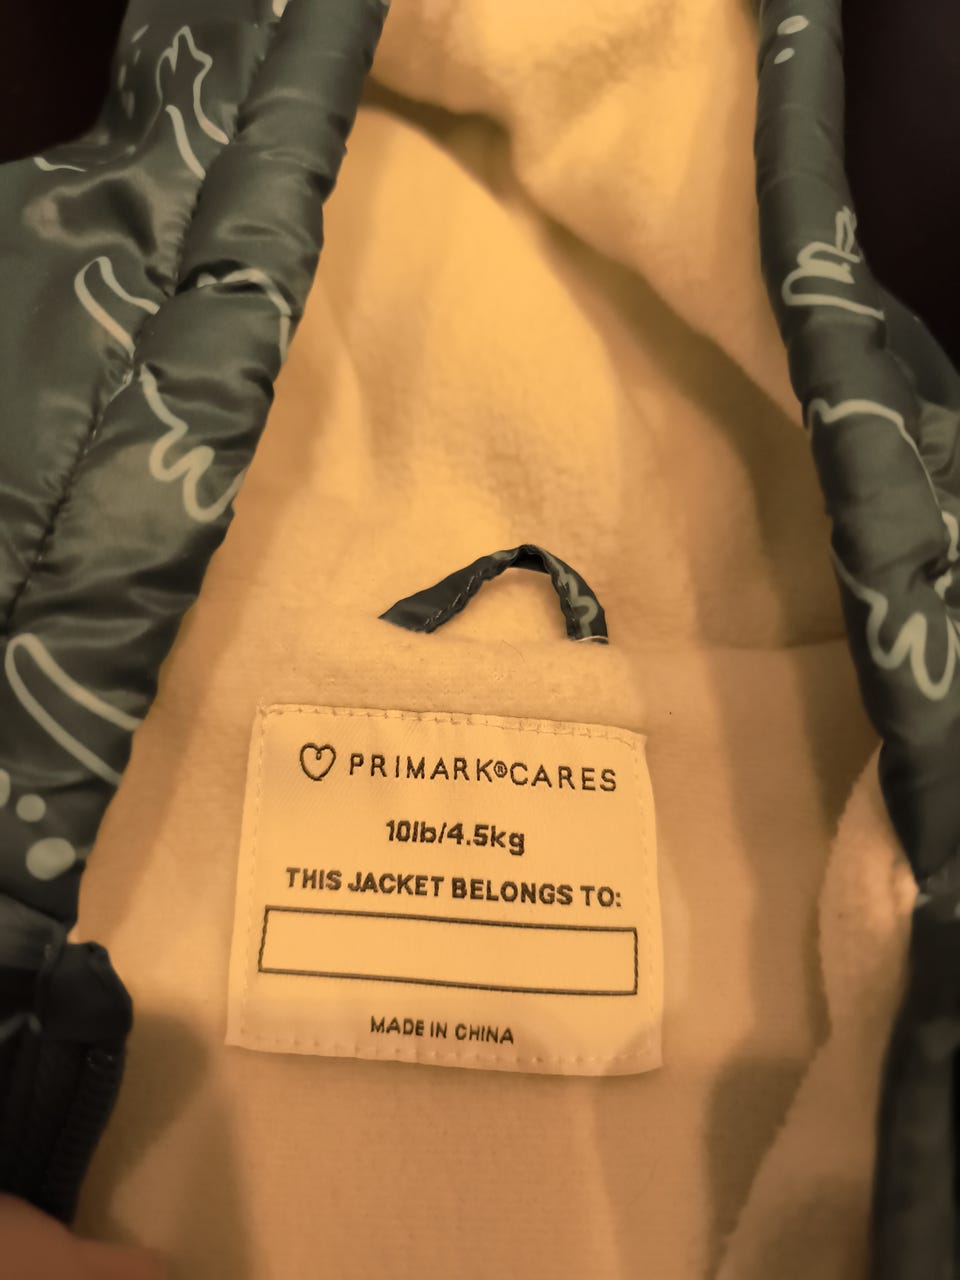 PRIMARK®CARES
10lb/4.5kg
THIS JACKET BELONGS TO:
MADE IN CHINA